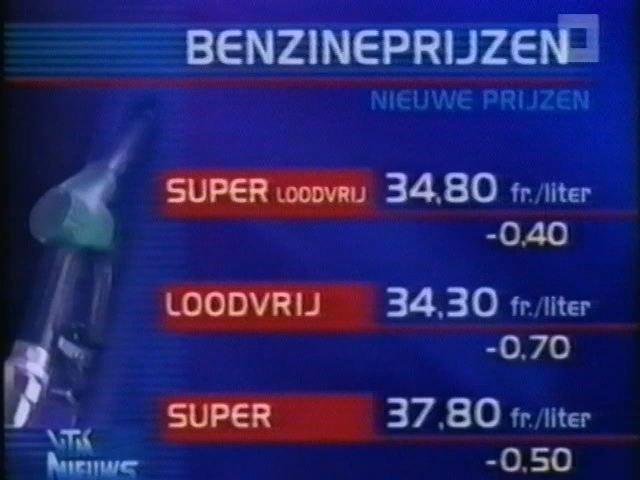 BENZINEPRIJZEN
NIEUWE PRIJZEN
SUPER LOODVRIJ 34,80 fr./liter
-0,40
LOODVRIJ 34,30 fr./liter
-0,70
SUPER 37,80 fr./liter
-0,50
VTM
NIEUWS